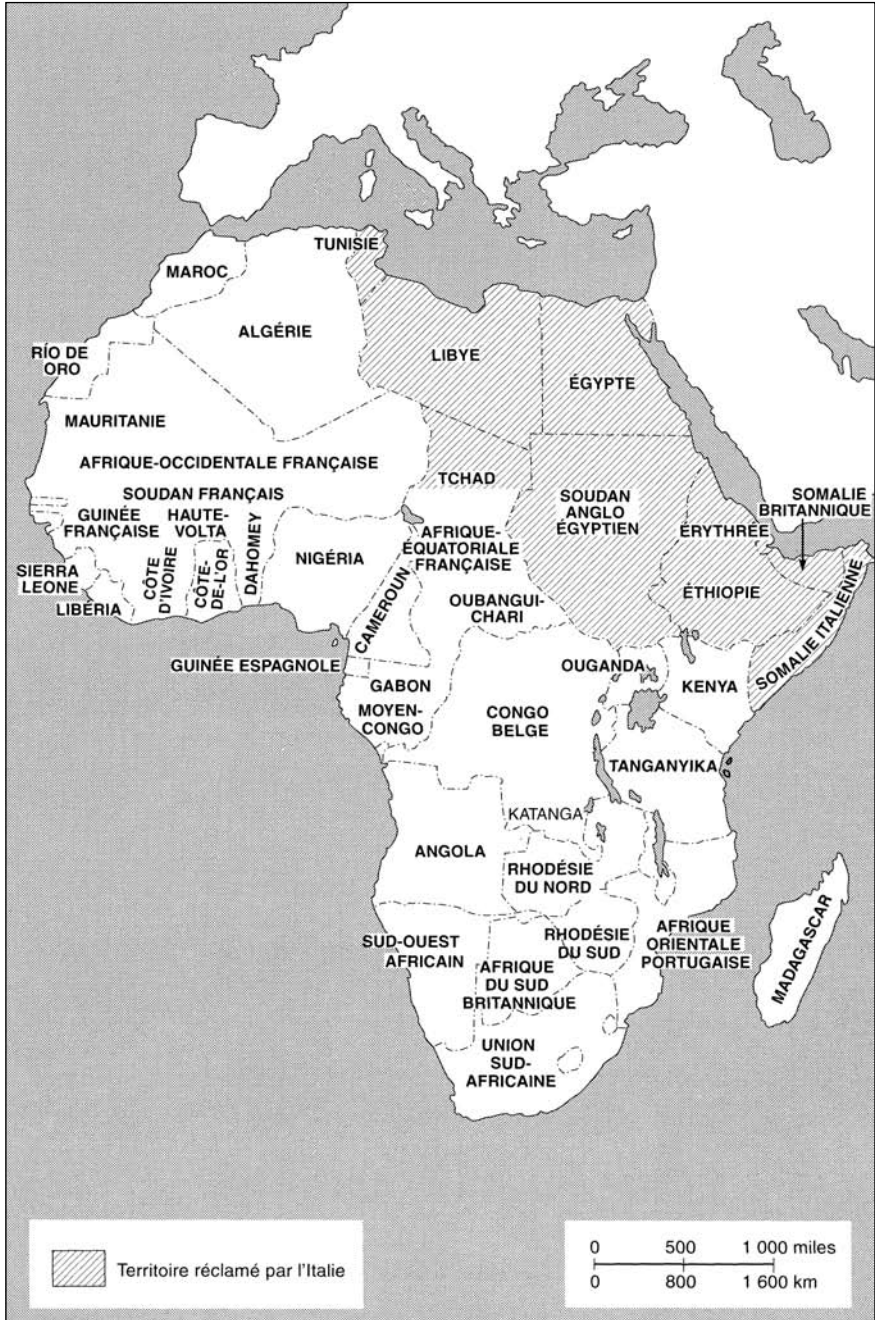 TUNISIE
MAROC
ALGÉRIE
LIBYE
ÉGYPTE
RÍO DE
ORO
MAURITANIE
AFRIQUE-OCCIDENTALE FRANÇAISE
TCHAD
SOUDAN FRANÇAIS
SOUDAN
ANGLO
ÉGYPTIEN
SOMALIE
BRITANNIQUE
GUINÉE
FRANÇAISE
HAUTE-
VOLTA
DAHOMEY
NIGÉRIA
AFRIQUE-
ÉQUATORIALE
FRANÇAISE
ÉRYTHRÉE
SIERRA
LEONE
LIBÉRIA
CÔTE
D'IVOIRE
CÔTE-
DE-L'OR
CAMEROUN
OUBANGUI-
CHARI
ÉTHIOPIE
SOMALIE ITALIENNE
GUINÉE ESPAGNOLE
GABON
MOYEN-
CONGO
CONGO
BELGE
OUGANDA
KENYA
TANGANYIKA
KATANGA
ANGOLA
RHODÉSIE
DU NORD
SUD-OUEST
AFRICAIN
AFRIQUE
DU SUD
BRITANNIQUE
RHODÉSIE
DU SUD
AFRIQUE
ORIENTALE
PORTUGAISE
MADAGASCAR
UNION
SUD-
AFRICAINE
Territoire réclamé par l'Italie
0 500 1 000 miles
0 800 1 600 km